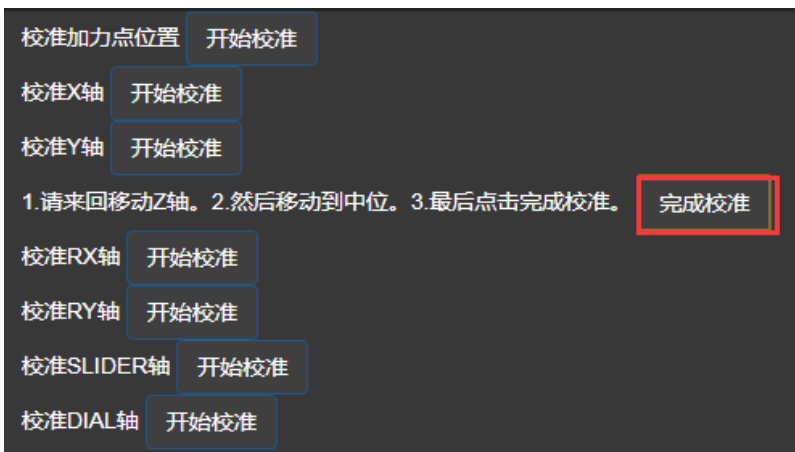 校准加力点位置 开始校准
校准X轴 开始校准
校准Y轴 开始校准
1.请来回移动Z轴。2.然后移动到中位。3.最后点击完成校准。 完成校准
校准RX轴 开始校准
校准RY轴 开始校准
校准SLIDER轴 开始校准
校准DIAL轴 开始校准